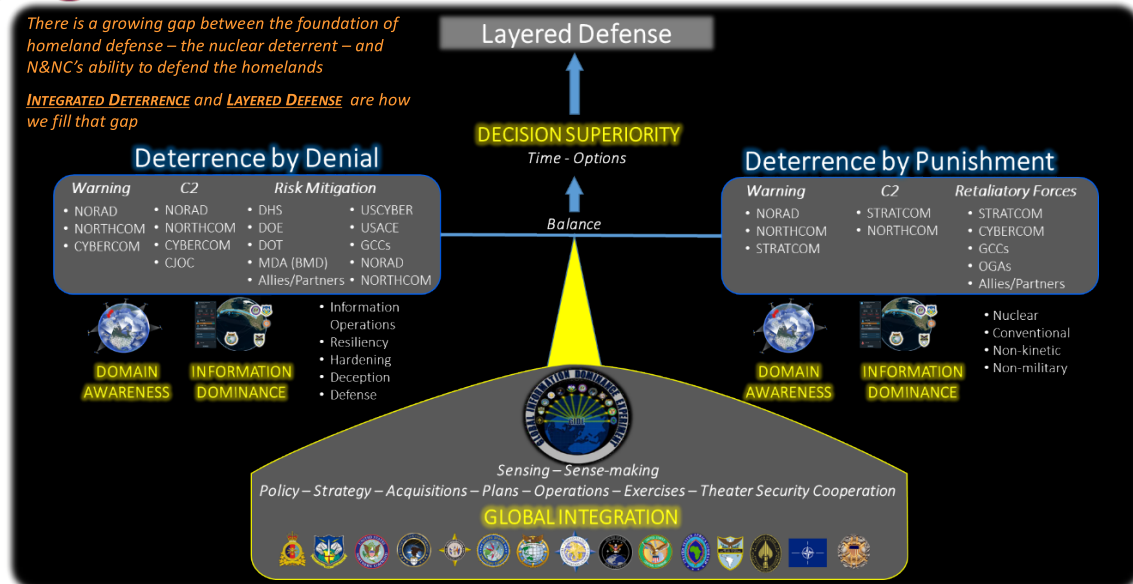 There is a growing gap between the foundation of
homeland defense – the nuclear deterrent – and
N&NC's ability to defend the homelands
INTEGRATED DETERRENCE and LAYERED DEFENSE are how
we fill that gap
Layered Defense
DECISION SUPERIORITY
Time - Options
Balance
Deterrence by Denial
Warning
• NORAD
• NORTHCOM
• CYBERCOM
C2
• NORAD
• NORTHCOM
• CYBERCOM
• CJOC
Risk Mitigation
• DHS
• DOE
• DOT
• MDA (BMD)
• Allies/Partners
• USCYBER
• USACE
• GCCs
• NORAD
• NORTHCOM
• Information
Operations
• Resiliency
• Hardening
• Deception
• Defense
DOMAIN
AWARENESS
INFORMATION
DOMINANCE
Deterrence by Punishment
Warning
• NORAD
• NORTHCOM
• STRATCOM
C2
• STRATCOM
• NORTHCOM
Retaliatory Forces
• STRATCOM
• CYBERCOM
• GCCs
• OGAs
• Allies/Partners
DOMAIN
AWARENESS
INFORMATION
DOMINANCE
• Nuclear
• Conventional
• Non-kinetic
• Non-military
GLOBAL INFORMATION DOMINANCE EXPERIMENT
Sensing – Sense-making
Policy – Strategy – Acquisitions – Plans – Operations – Exercises – Theater Security Cooperation
GLOBAL INTEGRATION